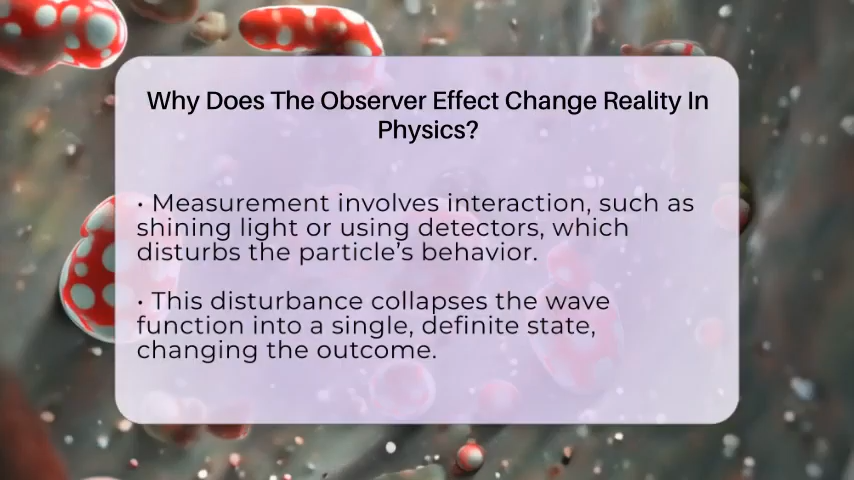 Why Does The Observer Effect Change Reality In
Physics?
• Measurement involves interaction, such as
shining light or using detectors, which
disturbs the particle’s behavior.
• This disturbance collapses the wave
function into a single, definite state,
changing the outcome.